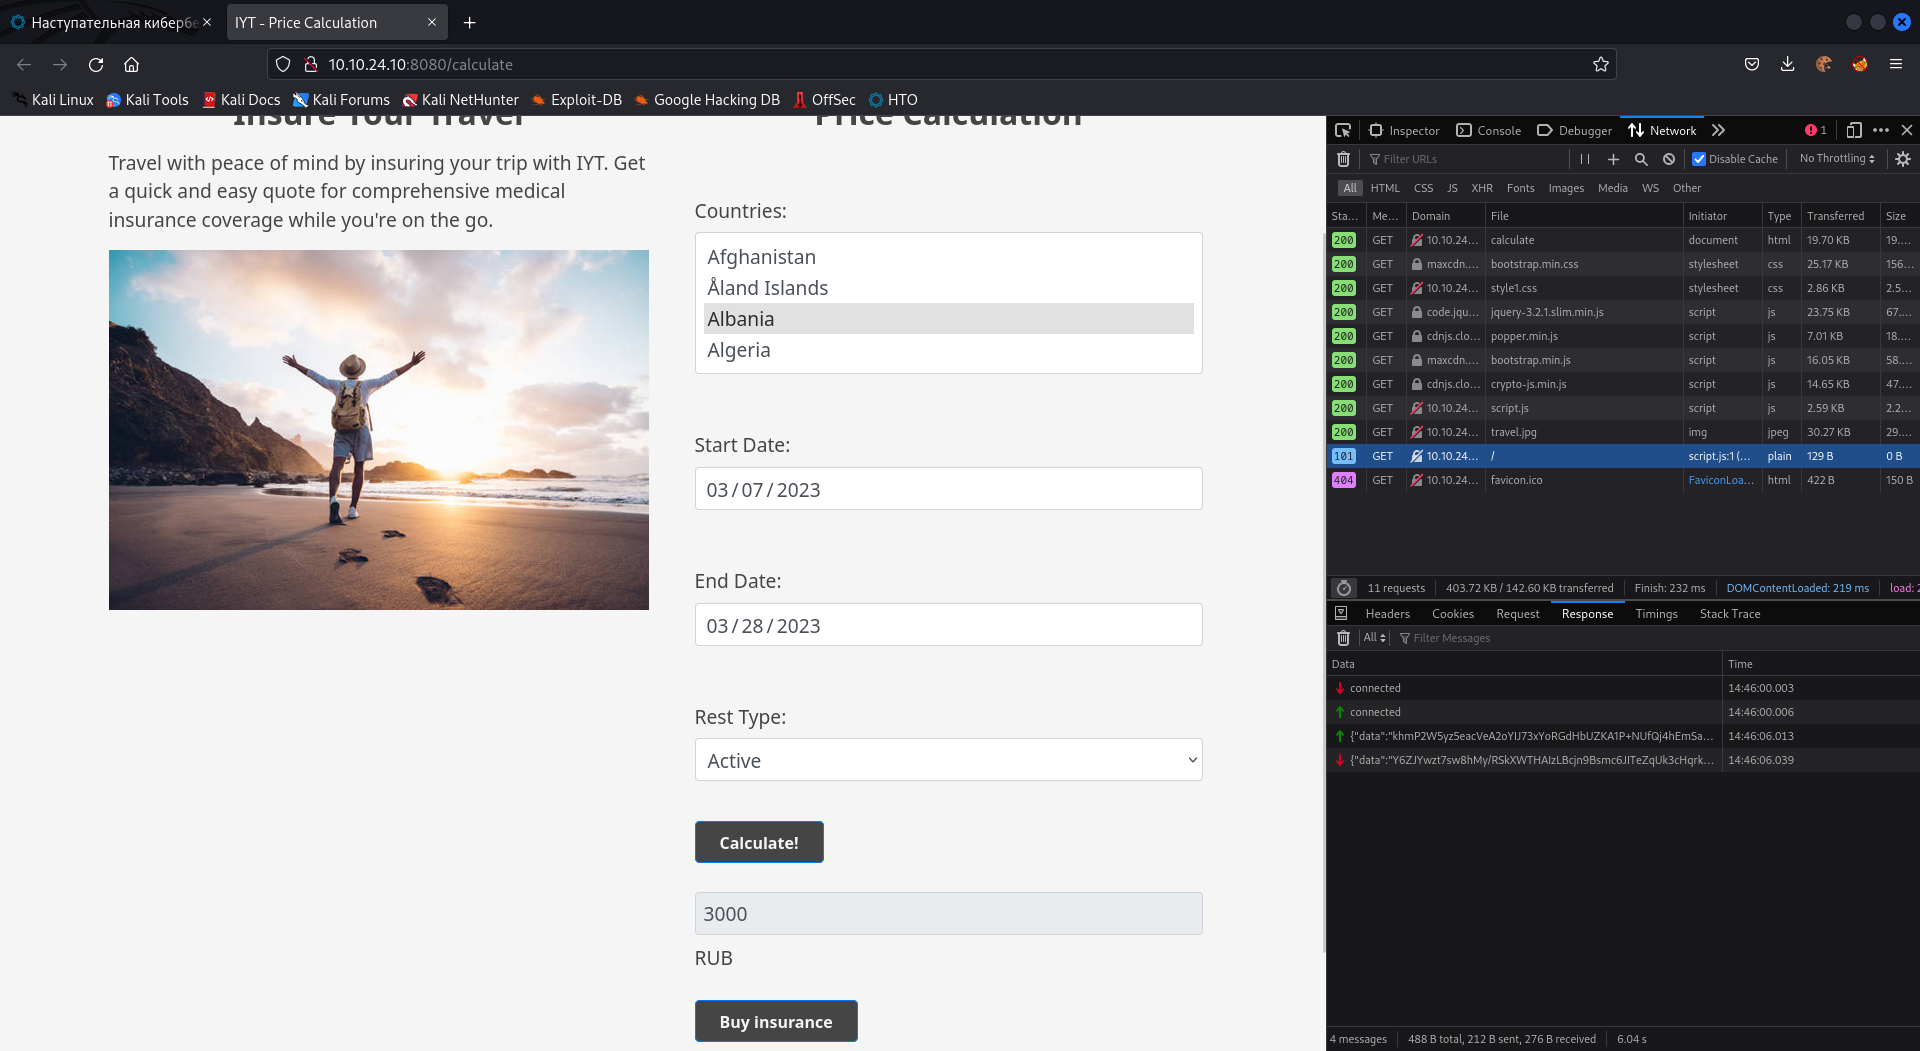 Наступательная кибербе
IYT - Price Calculation
10.10.24.10:8080/calculate
Kali Linux
Kali Tools
Kali Docs
Kali Forums
Kali NetHunter
Exploit-DB
Google Hacking DB
OffSec
HTO
Insure Your Travel
Travel with peace of mind by insuring your trip with IYT. Get
a quick and easy quote for comprehensive medical
insurance coverage while you're on the go.
Price Calculation
Countries:
Afghanistan
Åland Islands
Albania
Algeria
Start Date:
03/07/2023
End Date:
03/28/2023
Rest Type:
Active
Calculate!
3000
RUB
Buy insurance
Inspector Console Debugger Network 1
Filter URLs Disable Cache No Throttling
All HTML CSS JS XHR Fonts Images Media WS Other
Sta... Me... Domain File Initiator Type Transferred Size
200 GET 10.10.24... calculate document html 19.70 KB 19....
200 GET maxcdn.... bootstrap.min.css stylesheet css 25.17 KB 156...
200 GET 10.10.24... style1.css stylesheet css 2.86 KB 2.5...
200 GET code.jqu... jquery-3.2.1.slim.min.js script js 23.75 KB 67....
200 GET cdnjs.clo... popper.min.js script js 7.01 KB 18....
200 GET maxcdn.... bootstrap.min.js script js 16.05 KB 58....
200 GET cdnjs.clo... crypto-js.min.js script js 14.65 KB 47....
200 GET 10.10.24... script.js script js 2.59 KB 2.2...
200 GET 10.10.24... travel.jpg img jpeg 30.27 KB 29....
101 GET 10.10.24... / script.js:1 (... plain 129 B 0 B
404 GET 10.10.24... favicon.ico FaviconLoa... html 422 B 150 B
11 requests 403.72 KB / 142.60 KB transferred Finish: 232 ms DOMContentLoaded: 219 ms load: 2
Headers Cookies Request Response Timings Stack Trace
All Filter Messages
Data Time
connected 14:46:00.003
connected 14:46:00.006
{"data":"khmP2W5yz5eacVeA2oYIJ73xYoRGdHbUZKA1P+NUfQj4hEmSa... 14:46:06.013
{"data":"Y6ZJYwzt7sw8hMy/RSkXWTHAIzLBcjn9Bsmc6JITeZqUk3cHqrk... 14:46:06.039
4 messages 488 B total, 212 B sent, 276 B received 6.04 s